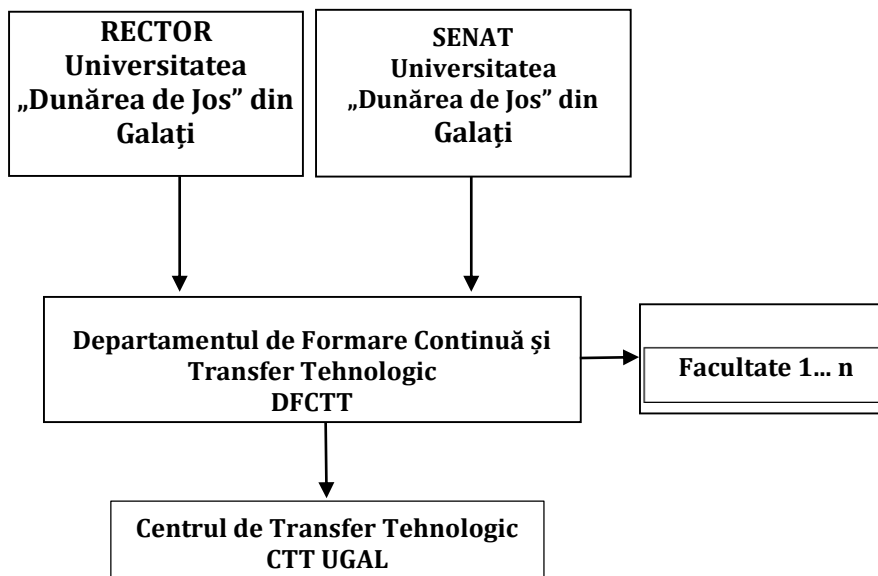 RECTOR
Universitatea
„Dunărea de Jos” din
Galați
SENAT
Universitatea
„Dunărea de Jos” din
Galați
Departamentul de Formare Continuă și
Transfer Tehnologic
DFCTT
Facultate 1... n
Centrul de Transfer Tehnologic
CTT UGAL